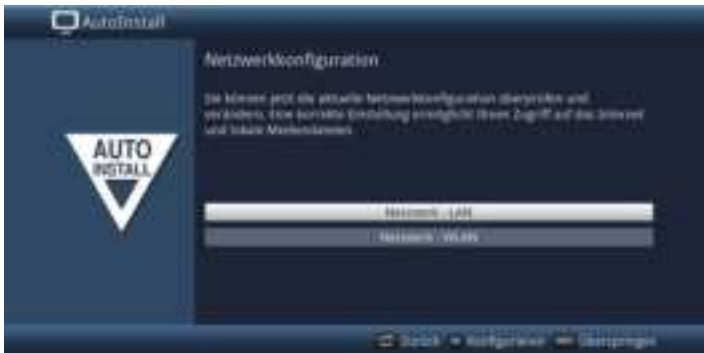 AutoInstall
AUTO
INSTALL
Netzwerkkonfiguration
Sie können jetzt die aktuelle Netzwerkkonfiguration überprüfen und
verändern. Eine korrekte Einstellung ermöglicht Ihnen Zugriff auf das Internet
und lokale Mediendateien
Netzwerk - LAN
Netzwerk - WLAN
Zurück Konfigurieren Überspringen